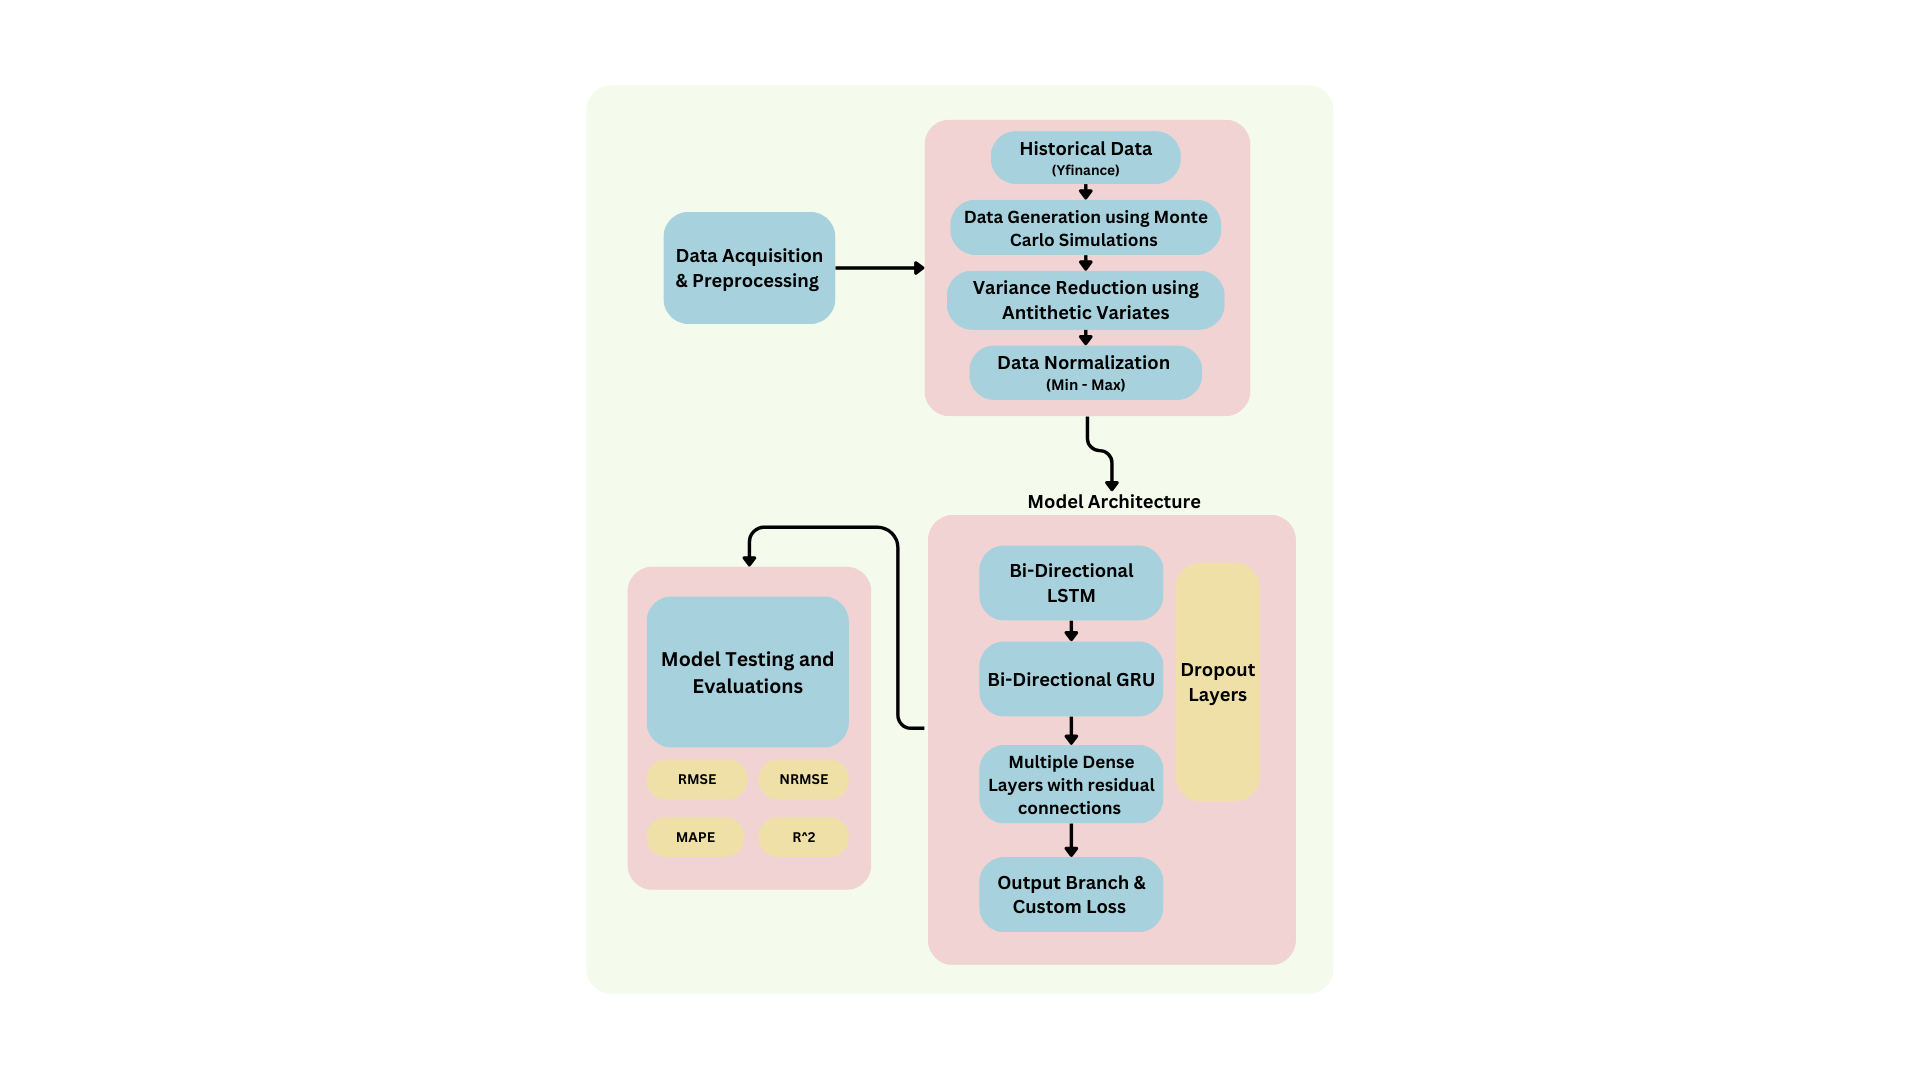 Data Acquisition
& Preprocessing
Historical Data
(Yfinance)
Data Generation using Monte
Carlo Simulations
Variance Reduction using
Antithetic Variates
Data Normalization
(Min - Max)
Model Architecture
Bi-Directional
LSTM
Bi-Directional GRU
Multiple Dense
Layers with residual
connections
Output Branch &
Custom Loss
Dropout
Layers
Model Testing and
Evaluations
RMSE
NRMSE
MAPE
R^2